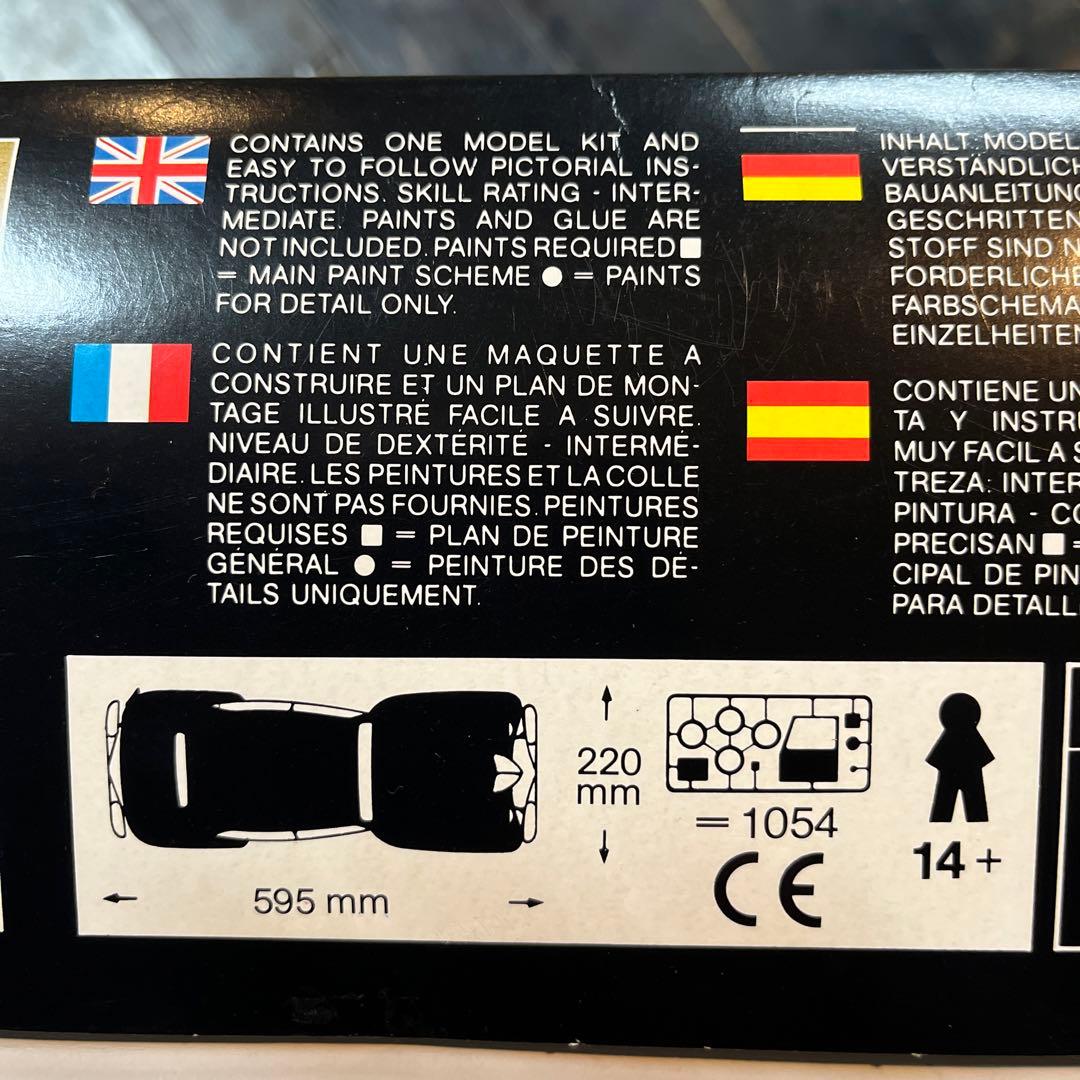 CONTAINS ONE MODEL KIT AND
EASY TO FOLLOW PICTORIAL INS-
TRUCTIONS. SKILL RATING - INTER-
MEDIATE. PAINTS AND GLUE ARE
NOT INCLUDED. PAINTS REQUIRED ■
= MAIN PAINT SCHEME ● = PAINTS
FOR DETAIL ONLY.
CONTIENT UNE MAQUETTE A
CONSTRUIRE ET UN PLAN DE MON-
TAGE ILLUSTRÉ FACILE A SUIVRE.
NIVEAU DE DEXTÉRITÉ - INTERMÉ-
DIAIRE. LES PEINTURES ET LA COLLE
NE SONT PAS FOURNIES. PEINTURES
REQUISES ■ = PLAN DE PEINTURE
GÉNÉRAL ● = PEINTURE DES DÉ-
TAILS UNIQUEMENT.
INHALT: MODEL
VERSTÄNDLICH
BAUANLEITUNG
GESCHRITTEN
STOFF SIND N
FORDERLICHE
FARBSCHEMA
EINZELHEITEN
CONTIENE UN
TA Y INSTR
MUY FACIL A S
TREZA: INTER
PINTURA - CO
PRECISAN ■ =
CIPAL DE PIN
PARA DETALL
220
mm
595 mm
= 1054
CE
14 +